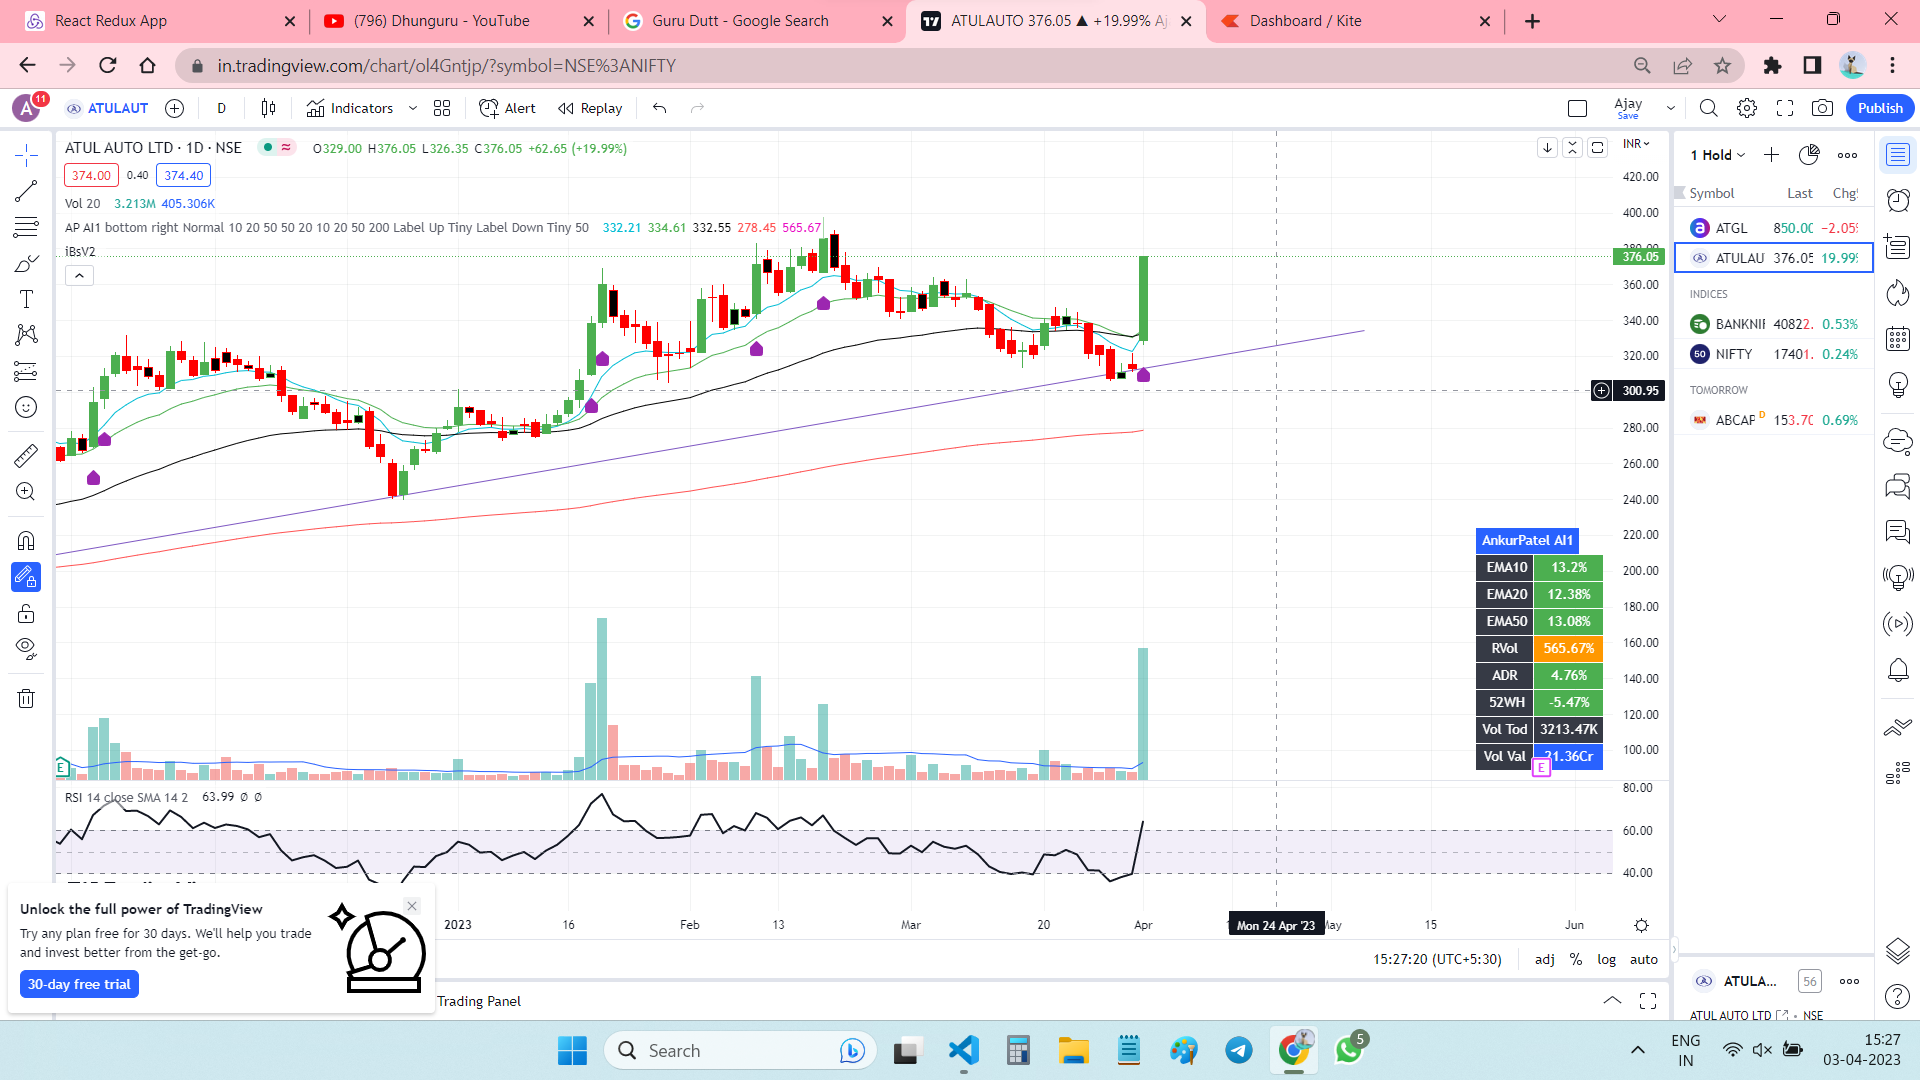 React Redux App
(796) Dhunguru - YouTube
Guru Dutt - Google Search
ATULAUTO 376.05 ▲ +19.99% Aj
Dashboard / Kite
in.tradingview.com/chart/ol4Gntjp/?symbol=NSE%3ANIFTY
A
11
ATULAUT
D
Indicators
Alert
Replay
Ajay
Save
Publish
ATUL AUTO LTD · 1D · NSE
O329.00 H376.05 L326.35 C376.05 +62.65 (+19.99%)
374.00
0.40
374.40
Vol 20 3.213M 405.306K
AP AI1 bottom right Normal 10 20 50 50 20 10 20 50 200 Label Up Tiny Label Down Tiny 50 332.21 334.61 332.55 278.45 565.67
iBsV2
INR
420.00
400.00
380.00
376.05
360.00
340.00
320.00
300.95
280.00
260.00
240.00
220.00
200.00
180.00
160.00
140.00
120.00
100.00
80.00
60.00
40.00
AnkurPatel AI1
EMA10 13.2%
EMA20 12.38%
EMA50 13.08%
RVol 565.67%
ADR 4.76%
52WH -5.47%
Vol Tod 3213.47K
Vol Val 21.36Cr
E
E
RSI 14 close SMA 14 2 63.99 Ø Ø
2023
16
Feb
13
Mar
20
Apr
Mon 24 Apr '23
May
15
Jun
15:27:20 (UTC+5:30)
adj
%
log
auto
Trading Panel
Unlock the full power of TradingView
Try any plan free for 30 days. We'll help you trade
and invest better from the get-go.
30-day free trial
1 Hold
Symbol Last Chg
ATGL 850.00 −2.05
ATULAU 376.05 19.99%
INDICES
BANKNIF 40822. 0.53%
50 NIFTY 17401. 0.24%
TOMORROW
ABCAP D 153.70 0.69%
ATULA...
56
ATUL AUTO LTD • NSE
Search
5
ENG
IN
15:27
03-04-2023